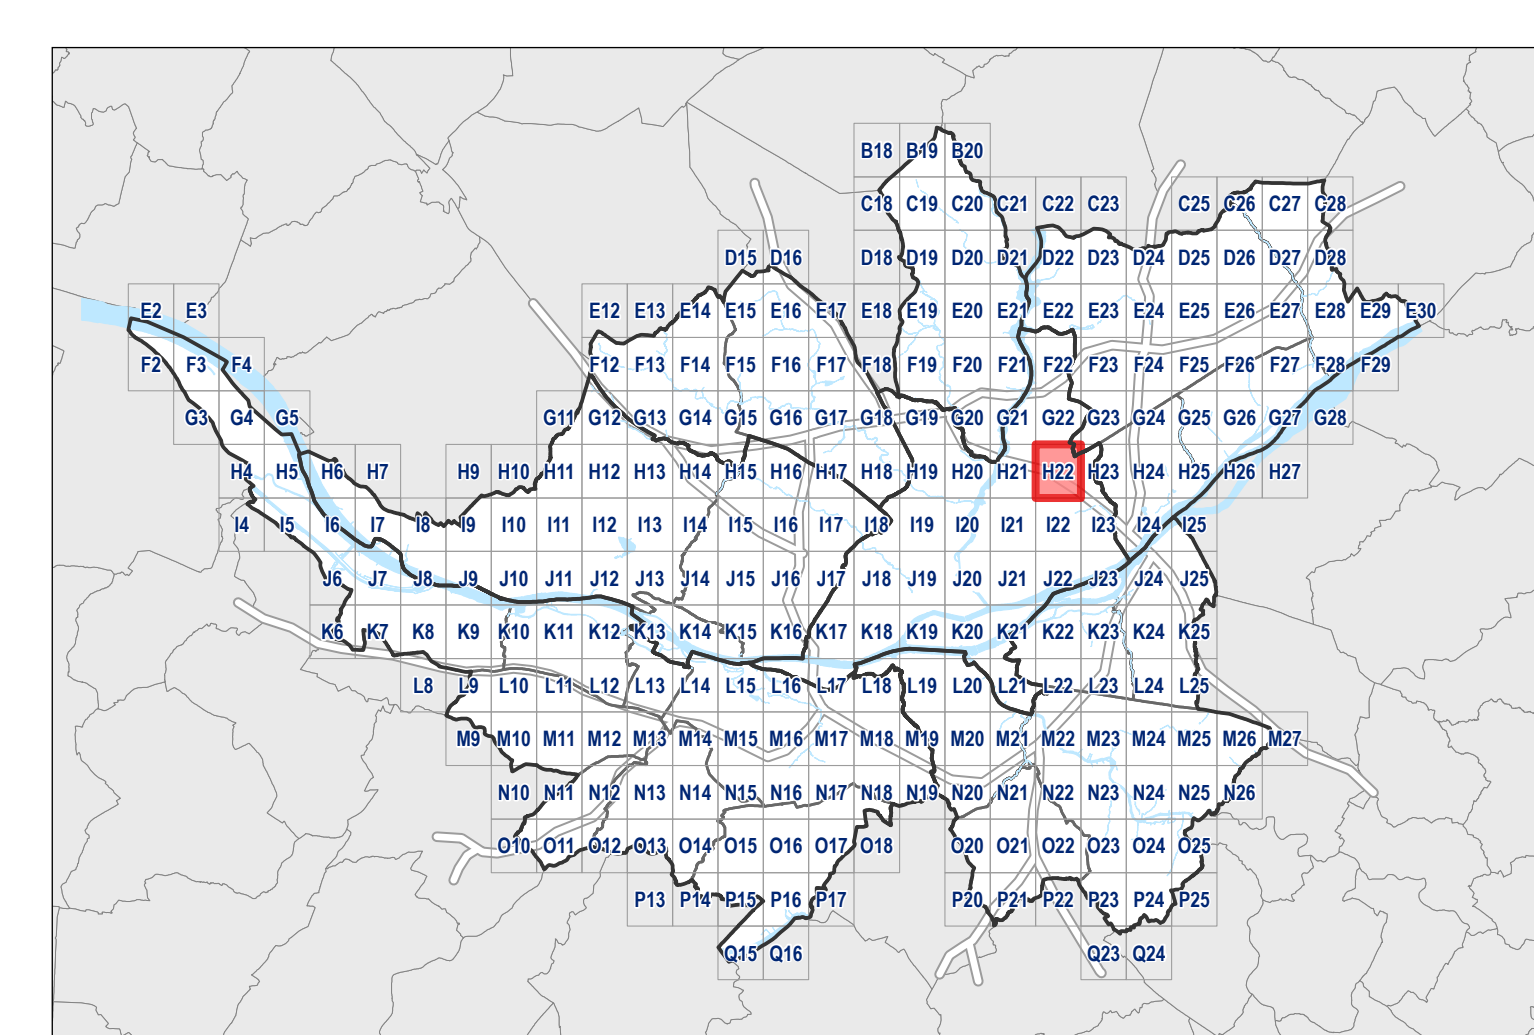 B18 B19 B20
C18 C19 C20 C21 C22 C23 C25 C26 C27 C28
D15 D16 D18 D19 D20 D21 D22 D23 D24 D25 D26 D27 D28
E2 E3 E12 E13 E14 E15 E16 E17 E18 E19 E20 E21 E22 E23 E24 E25 E26 E27 E28 E29 E30
F2 F3 F4 F12 F13 F14 F15 F16 F17 F18 F19 F20 F21 F22 F23 F24 F25 F26 F27 F28 F29
G3 G4 G5 G11 G12 G13 G14 G15 G16 G17 G18 G19 G20 G21 G22 G23 G24 G25 G26 G27 G28
H4 H5 H6 H7 H9 H10 H11 H12 H13 H14 H15 H16 H17 H18 H19 H20 H21 H22 H23 H24 H25 H26 H27
I4 I5 I6 I7 I8 I9 I10 I11 I12 I13 I14 I15 I16 I17 I18 I19 I20 I21 I22 I23 I24 I25
J6 J7 J8 J9 J10 J11 J12 J13 J14 J15 J16 J17 J18 J19 J20 J21 J22 J23 J24 J25
K6 K7 K8 K9 K10 K11 K12 K13 K14 K15 K16 K17 K18 K19 K20 K21 K22 K23 K24 K25
L8 L9 L10 L11 L12 L13 L14 L15 L16 L17 L18 L19 L20 L21 L22 L23 L24 L25
M9 M10 M11 M12 M13 M14 M15 M16 M17 M18 M19 M20 M21 M22 M23 M24 M25 M26 M27
N10 N11 N12 N13 N14 N15 N16 N17 N18 N19 N20 N21 N22 N23 N24 N25 N26
O10 O11 O12 O13 O14 O15 O16 O17 O18 O20 O21 O22 O23 O24 O25
P13 P14 P15 P16 P17 P20 P21 P22 P23 P24 P25
Q15 Q16 Q23 Q24